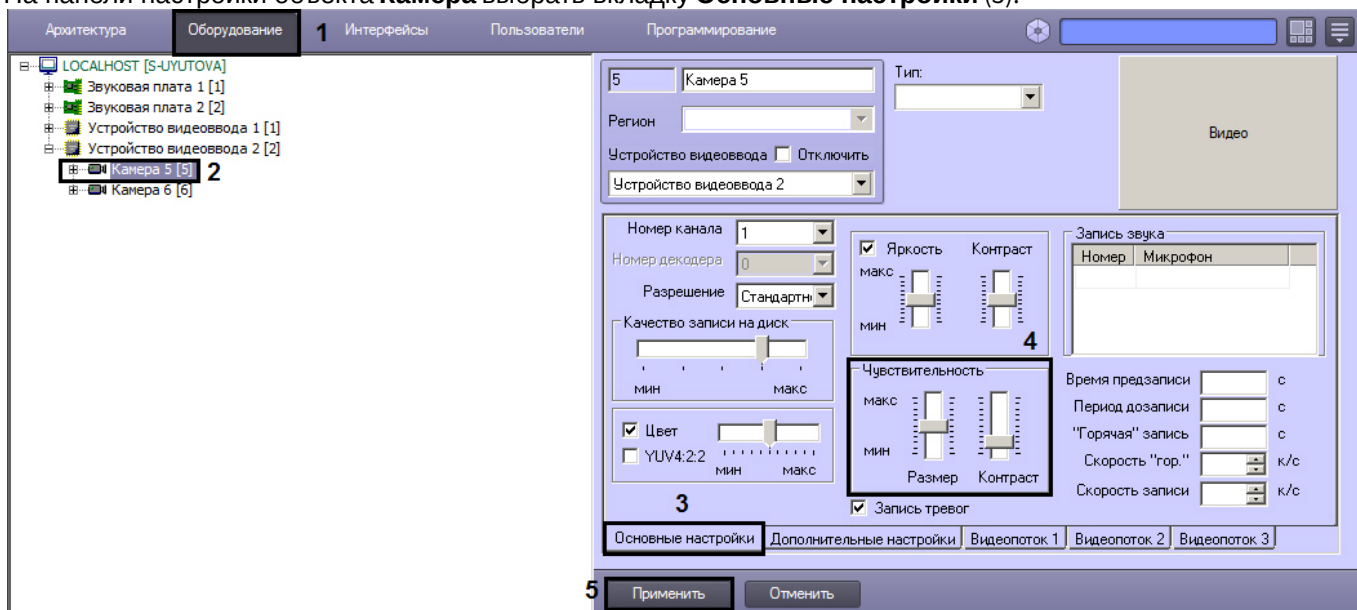 На панели настройки объекта Камера выбрать вкладку Основные настройки (3).
Архитектура Оборудование 1 Интерфейсы Пользователи Программирование
LOCALHOST [S-UYUTOVA]
Звуковая плата 1 [1]
Звуковая плата 2 [2]
Устройство видеоввода 1 [1]
Устройство видеоввода 2 [2]
Камера 5 [5] 2
Камера 6 [6]
5 Камера 5
Тип:
Регион
Устройство видеоввода Отключить
Устройство видеоввода 2
Видео
Номер канала 1
Номер декодера 0
Разрешение Стандартн
Качество записи на диск
мин макс
Цвет
YUV4:2:2
мин макс
3
Яркость Контраст
макс
мин
4
Чувствительность
макс
мин
Размер Контраст
Запись тревог
Запись звука
Номер Микрофон
Время предзаписи с
Период дозаписи с
"Горячая" запись с
Скорость "гор." к/с
Скорость записи к/с
Основные настройки Дополнительные настройки Видеопоток 1 Видеопоток 2 Видеопоток 3
5 Применить Отменить